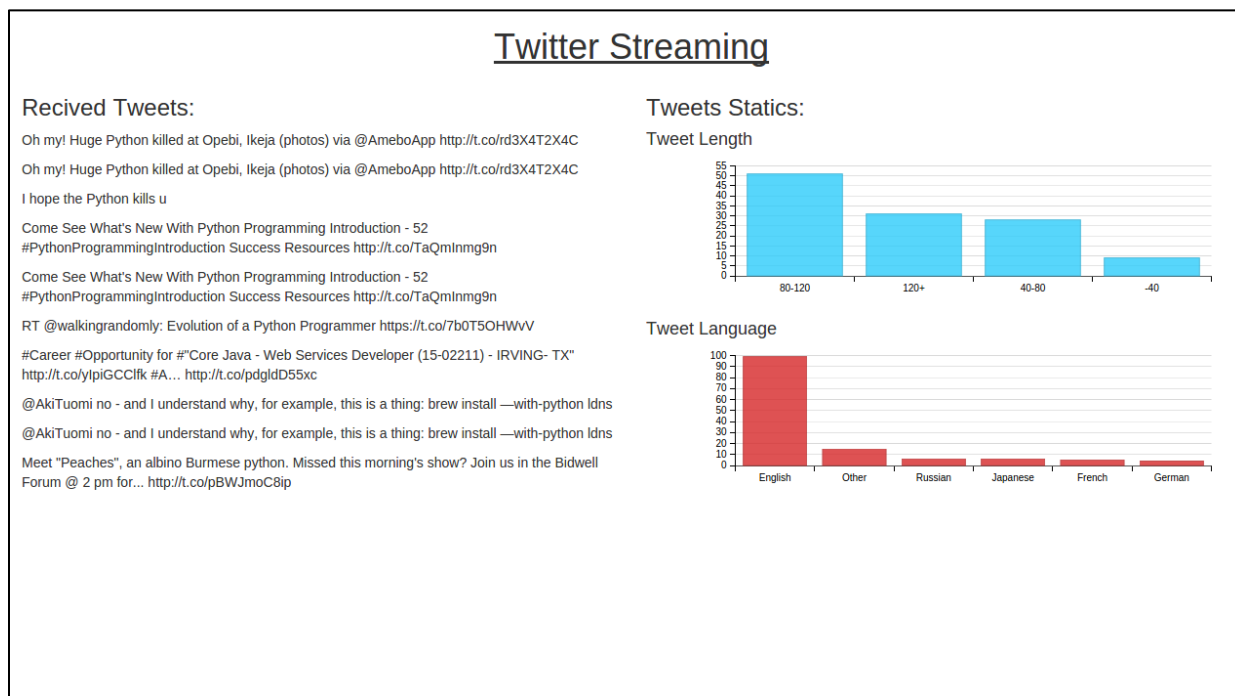 Twitter Streaming
Recived Tweets:
Oh my! Huge Python killed at Opebi, Ikeja (photos) via @AmeboApp http://t.co/rd3X4T2X4C
Oh my! Huge Python killed at Opebi, Ikeja (photos) via @AmeboApp http://t.co/rd3X4T2X4C
I hope the Python kills u
Come See What's New With Python Programming Introduction - 52
#PythonProgrammingIntroduction Success Resources http://t.co/TaQmInmg9n
Come See What's New With Python Programming Introduction - 52
#PythonProgrammingIntroduction Success Resources http://t.co/TaQmInmg9n
RT @walkingrandomly: Evolution of a Python Programmer https://t.co/7b0T5OHWvV
#Career #Opportunity for #"Core Java - Web Services Developer (15-02211) - IRVING- TX"
http://t.co/yIpiGCClfk #A… http://t.co/pdgldD55xc
@AkiTuomi no - and I understand why, for example, this is a thing: brew install —with-python ldns
@AkiTuomi no - and I understand why, for example, this is a thing: brew install —with-python ldns
Meet "Peaches", an albino Burmese python. Missed this morning's show? Join us in the Bidwell
Forum @ 2 pm for... http://t.co/pBWJmoC8ip
Tweets Statics:
Tweet Length
55
50
45
40
35
30
25
20
15
10
5
0
80-120 120+ 40-80 -40
Tweet Language
100
90
80
70
60
50
40
30
20
10
0
English Other Russian Japanese French German